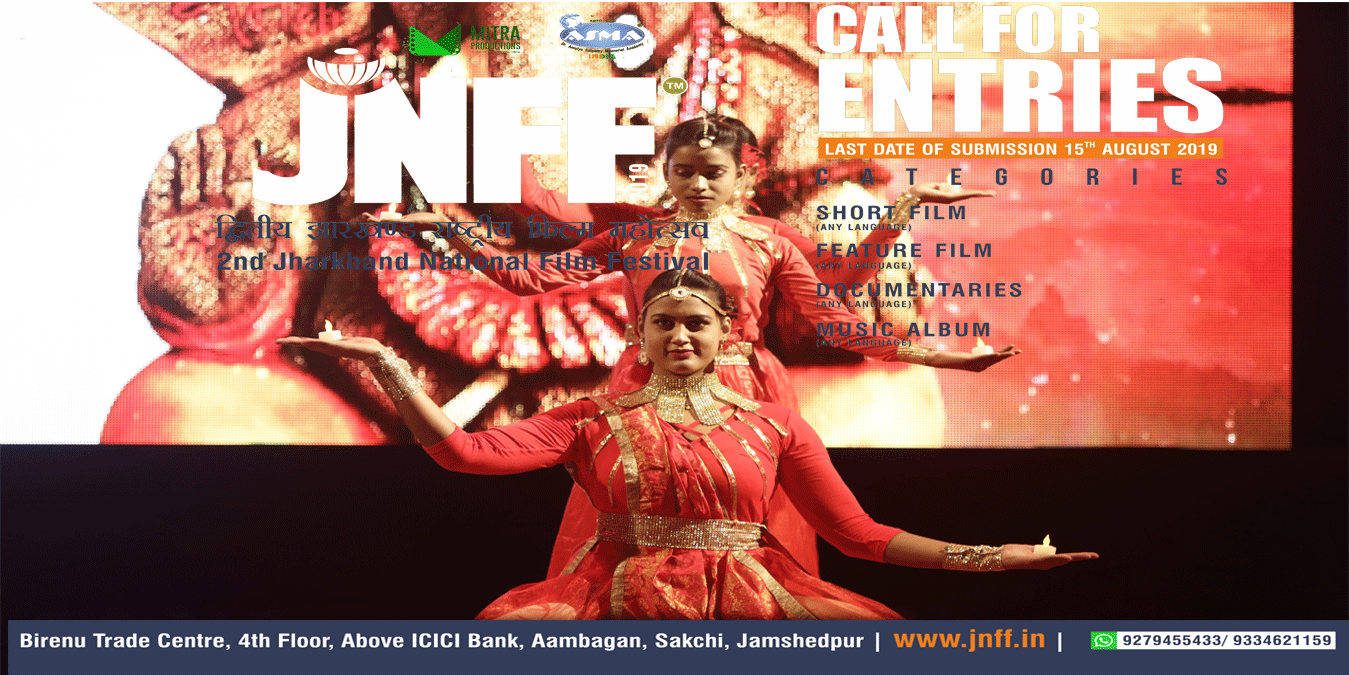 MITRA
PRODUCTIONS
ASMA
INDIA
JNFF
TM
2019
द्वितीय झारखण्ड राष्ट्रीय फिल्म महोत्सव
2nd Jharkhand National Film Festival
CALL FOR
ENTRIES
LAST DATE OF SUBMISSION 15TH AUGUST 2019
CATEGORIES
SHORT FILM
(ANY LANGUAGE)
FEATURE FILM
(ANY LANGUAGE)
DOCUMENTARIES
(ANY LANGUAGE)
MUSIC ALBUM
(ANY LANGUAGE)
Birenu Trade Centre, 4th Floor, Above ICICI Bank, Aambagan, Sakchi, Jamshedpur | www.jnff.in | 9279455433/ 9334621159